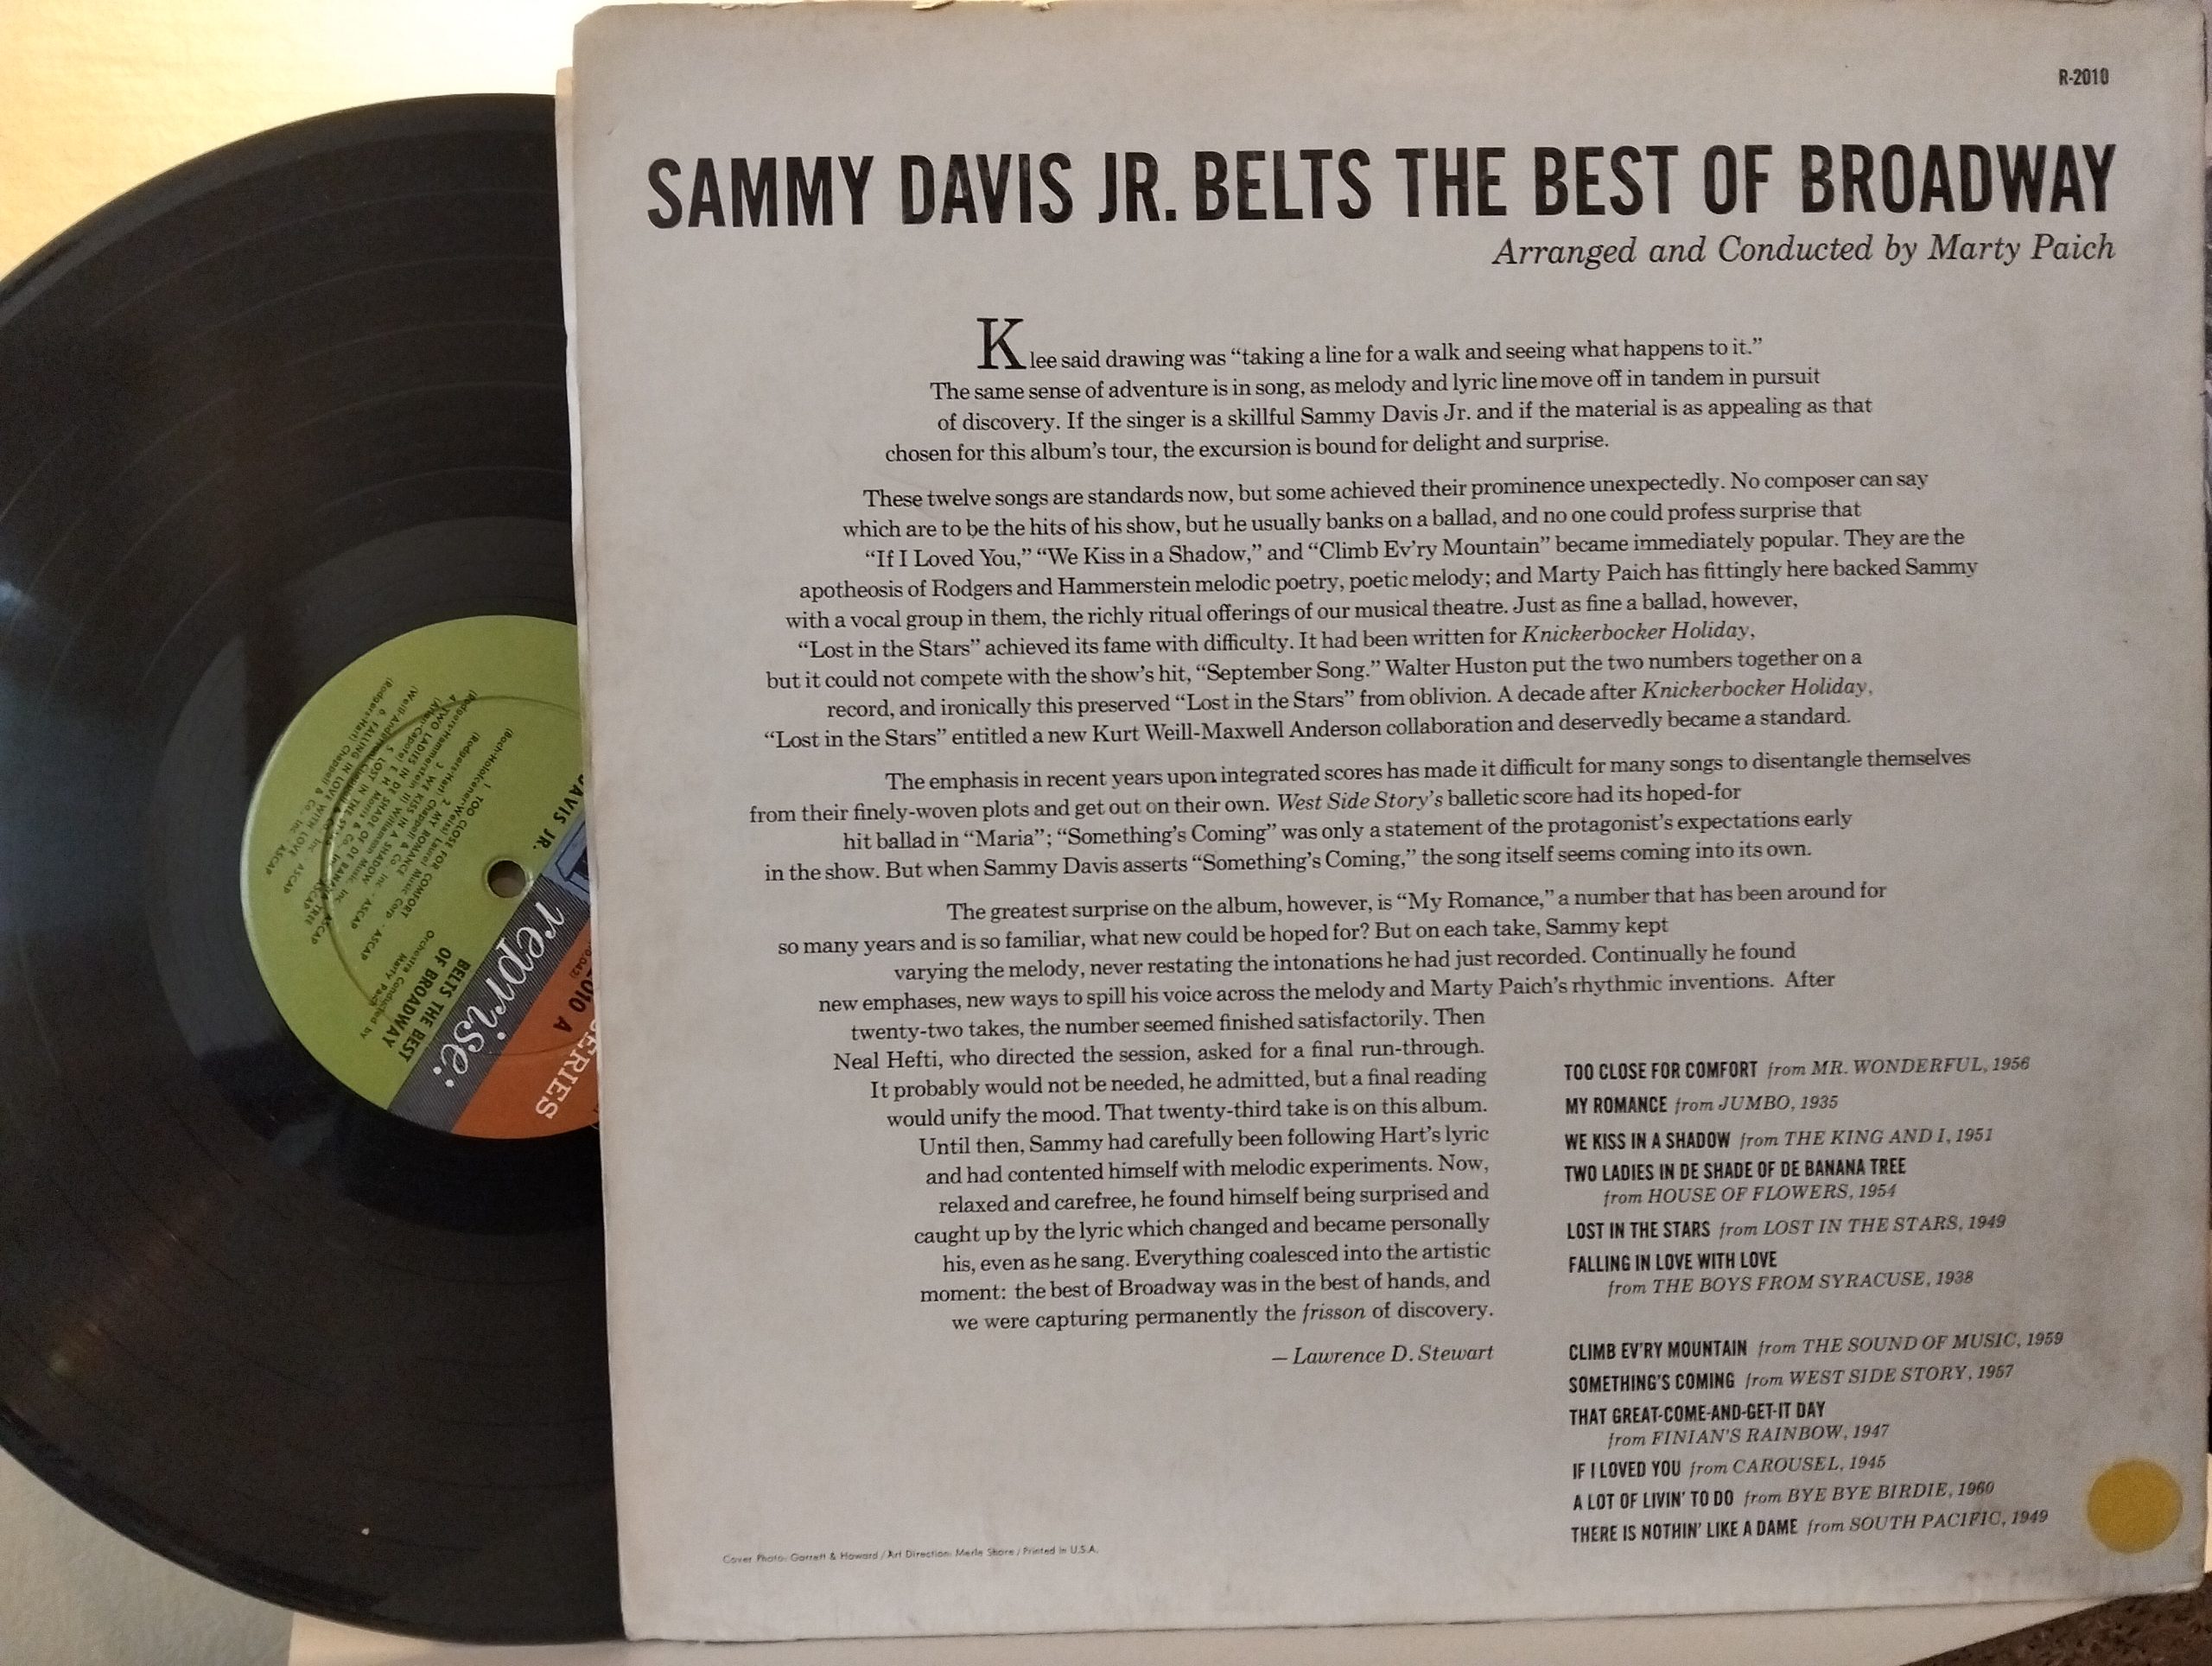 R-2010
SAMMY DAVIS JR. BELTS THE BEST OF BROADWAY
Arranged and Conducted by Marty Paich
Klee said drawing was “taking a line for a walk and seeing what happens to it.”
The same sense of adventure is in song, as melody and lyric line move off in tandem in pursuit
of discovery. If the singer is a skillful Sammy Davis Jr. and if the material is as appealing as that
chosen for this album’s tour, the excursion is bound for delight and surprise.
These twelve songs are standards now, but some achieved their prominence unexpectedly. No composer can say
which are to be the hits of his show, but he usually banks on a ballad, and no one could profess surprise that
“If I Loved You,” “We Kiss in a Shadow,” and “Climb Ev’ry Mountain” became immediately popular. They are the
apotheosis of Rodgers and Hammerstein melodic poetry, poetic melody; and Marty Paich has fittingly here backed Sammy
with a vocal group in them, the richly ritual offerings of our musical theatre. Just as fine a ballad, however,
“Lost in the Stars” achieved its fame with difficulty. It had been written for Knickerbocker Holiday,
but it could not compete with the show’s hit, “September Song.” Walter Huston put the two numbers together on a
record, and ironically this preserved “Lost in the Stars” from oblivion. A decade after Knickerbocker Holiday,
“Lost in the Stars” entitled a new Kurt Weill-Maxwell Anderson collaboration and deservedly became a standard.
The emphasis in recent years upon integrated scores has made it difficult for many songs to disentangle themselves
from their finely-woven plots and get out on their own. West Side Story’s balletic score had its hoped-for
hit ballad in “Maria”; “Something’s Coming” was only a statement of the protagonist’s expectations early
in the show. But when Sammy Davis asserts “Something’s Coming,” the song itself seems coming into its own.
The greatest surprise on the album, however, is “My Romance,” a number that has been around for
so many years and is so familiar, what new could be hoped for? But on each take, Sammy kept
varying the melody, never restating the intonations he had just recorded. Continually he found
new emphases, new ways to spill his voice across the melody and Marty Paich’s rhythmic inventions. After
twenty-two takes, the number seemed finished satisfactorily. Then
Neal Hefti, who directed the session, asked for a final run-through.
It probably would not be needed, he admitted, but a final reading
would unify the mood. That twenty-third take is on this album.
Until then, Sammy had carefully been following Hart’s lyric
and had contented himself with melodic experiments. Now,
relaxed and carefree, he found himself being surprised and
caught up by the lyric which changed and became personally
his, even as he sang. Everything coalesced into the artistic
moment: the best of Broadway was in the best of hands, and
we were capturing permanently the frisson of discovery.
— Lawrence D. Stewart
TOO CLOSE FOR COMFORT from MR. WONDERFUL, 1956
MY ROMANCE from JUMBO, 1935
WE KISS IN A SHADOW from THE KING AND I, 1951
TWO LADIES IN DE SHADE OF DE BANANA TREE
from HOUSE OF FLOWERS, 1954
LOST IN THE STARS from LOST IN THE STARS, 1949
FALLING IN LOVE WITH LOVE
from THE BOYS FROM SYRACUSE, 1938
CLIMB EV’RY MOUNTAIN from THE SOUND OF MUSIC, 1959
SOMETHING’S COMING from WEST SIDE STORY, 1957
THAT GREAT-COME-AND-GET-IT DAY
from FINIAN’S RAINBOW, 1947
IF I LOVED YOU from CAROUSEL, 1945
A LOT OF LIVIN’ TO DO from BYE BYE BIRDIE, 1960
THERE IS NOTHIN’ LIKE A DAME from SOUTH PACIFIC, 1949
Cover Photo: Garrett & Howard / Art Direction: Merle Shore / Printed in U.S.A.
reprise:
SERIES
2010 A
DAVIS JR.
BELTS THE BEST
OF BROADWAY
Orchestra Conducted by
Marty Paich
1. TOO CLOSE FOR COMFORT
2. MY ROMANCE
3. WE KISS IN A SHADOW